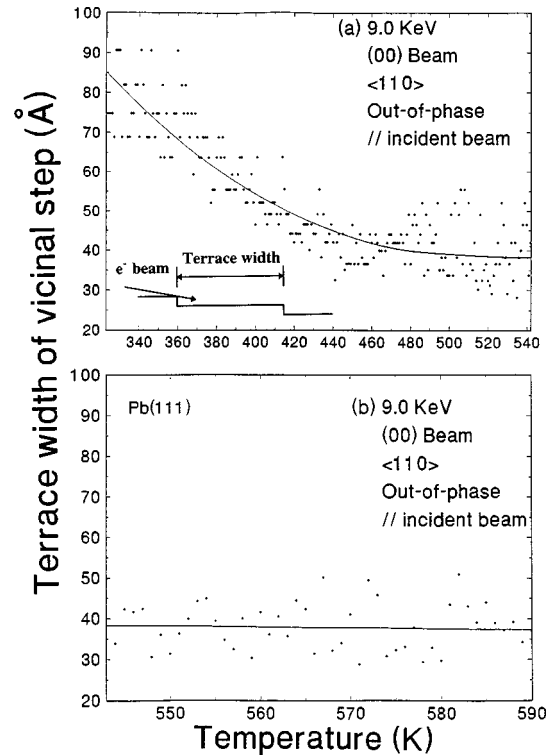 Terrace width of vicinal step (Å)
100
90
80
70
60
50
40
30
20
(a) 9.0 KeV
(00) Beam
<110>
Out-of-phase
// incident beam
Terrace width
e⁻ beam
340 360 380 400 420 440 460 480 500 520 540
100
90
80
70
60
50
40
30
20
Pb(111)
(b) 9.0 KeV
(00) Beam
<110>
Out-of-phase
// incident beam
550 560 570 580 590
Temperature (K)